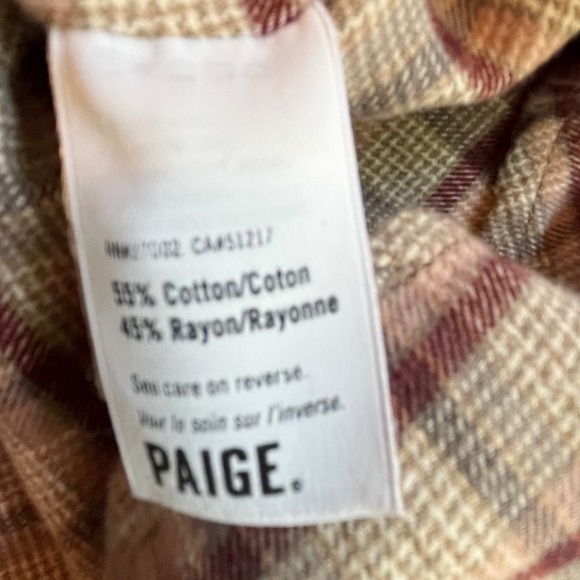 CA#51217
55% Cotton/Coton
45% Rayon/Rayonne
See care on reverse.
Voir le soin sur l'inverse.
PAIGE.